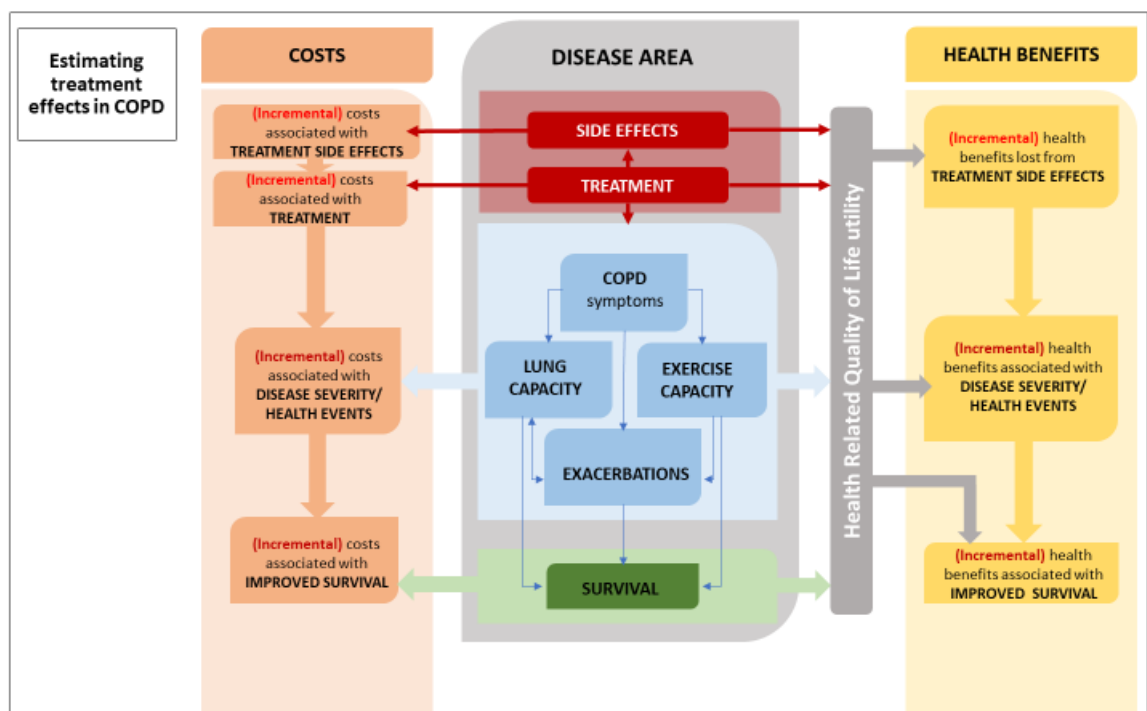 Estimating
treatment
effects in COPD
COSTS
(Incremental) costs
associated with
TREATMENT SIDE EFFECTS
(Incremental) costs
associated with
TREATMENT
(Incremental) costs
associated with
DISEASE SEVERITY/
HEALTH EVENTS
(Incremental) costs
associated with
IMPROVED SURVIVAL
DISEASE AREA
SIDE EFFECTS
TREATMENT
COPD
symptoms
LUNG
CAPACITY
EXERCISE
CAPACITY
EXACERBATIONS
SURVIVAL
Health Related Quality of Life utility
HEALTH BENEFITS
(Incremental) health
benefits lost from
TREATMENT SIDE EFFECTS
(Incremental) health
benefits associated with
DISEASE SEVERITY/
HEALTH EVENTS
(Incremental) health
benefits associated with
IMPROVED SURVIVAL